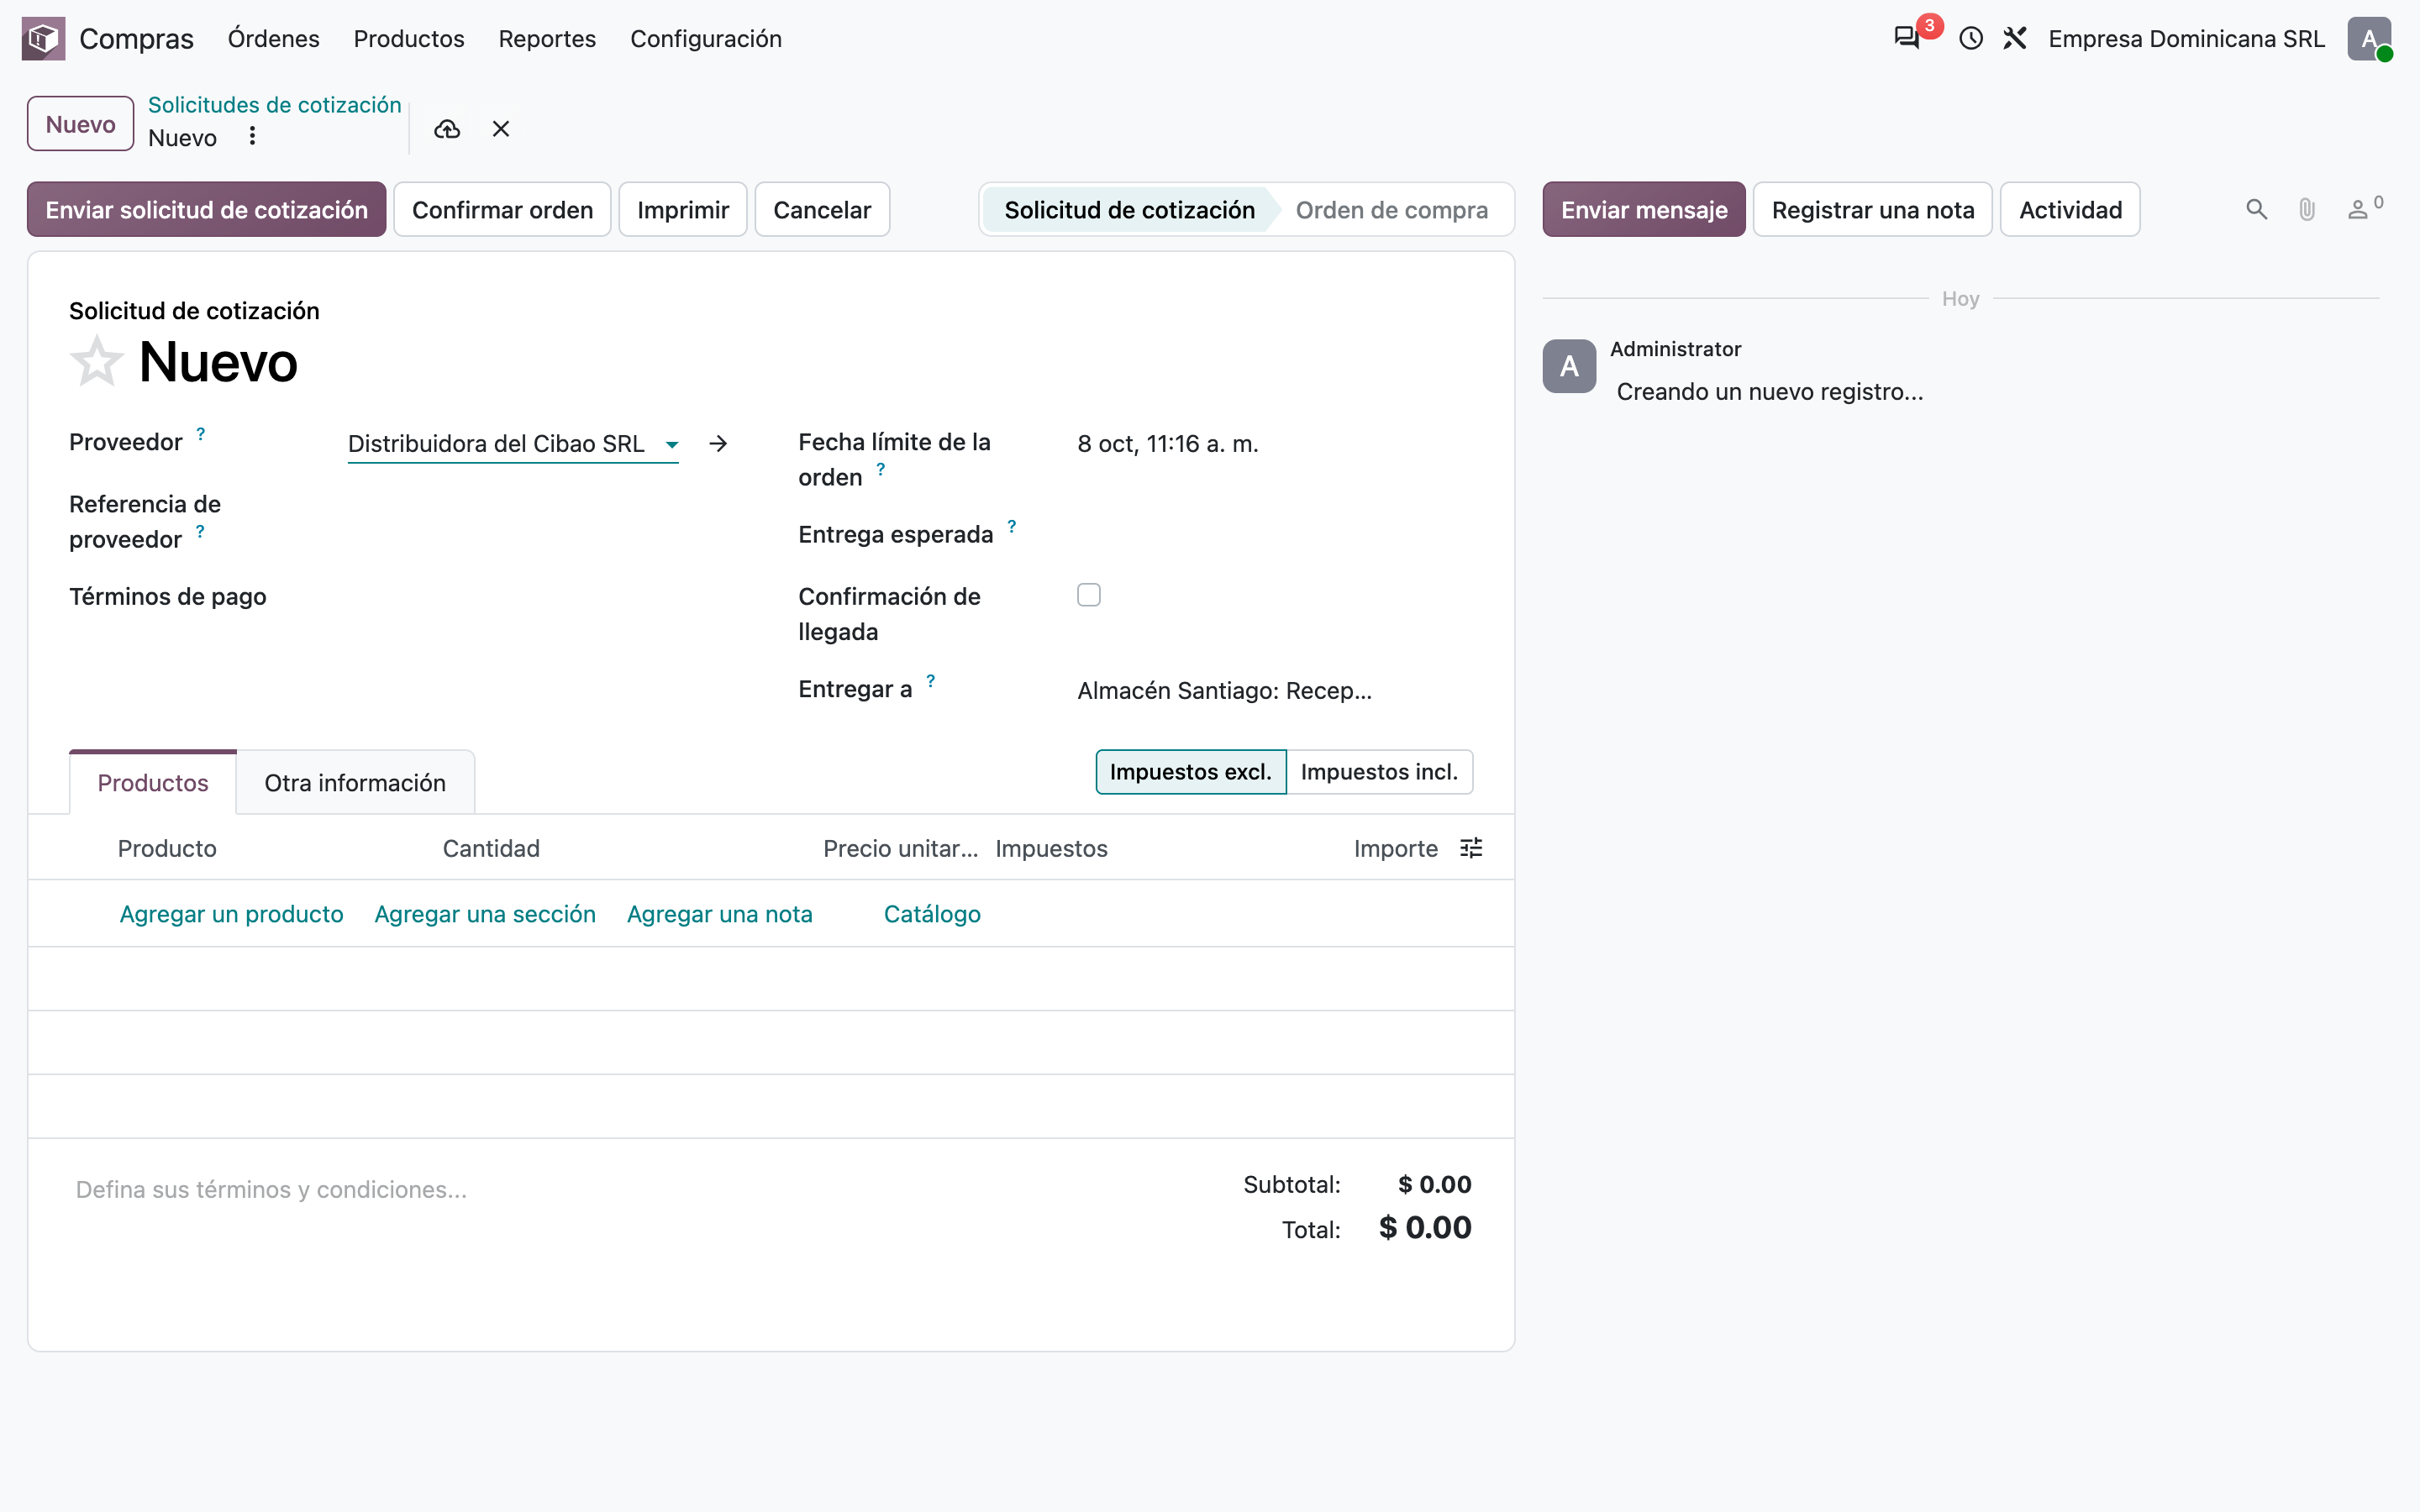 Compras Órdenes Productos Reportes Configuración 3 Empresa Dominicana SRL A
Nuevo
Solicitudes de cotización
Nuevo
Enviar solicitud de cotización Confirmar orden Imprimir Cancelar Solicitud de cotización Orden de compra Enviar mensaje Registrar una nota Actividad 0
Solicitud de cotización
Nuevo
Proveedor ? Distribuidora del Cibao SRL
Referencia de
proveedor ?
Términos de pago
Fecha límite de la
orden ? 8 oct, 11:16 a. m.
Entrega esperada ?
Confirmación de
llegada
Entregar a ? Almacén Santiago: Recep...
Productos Otra información Impuestos excl. Impuestos incl.
Producto Cantidad Precio unitar... Impuestos Importe
Agregar un producto Agregar una sección Agregar una nota Catálogo
Defina sus términos y condiciones...
Subtotal: $ 0.00
Total: $ 0.00
Hoy
A Administrator
Creando un nuevo registro...